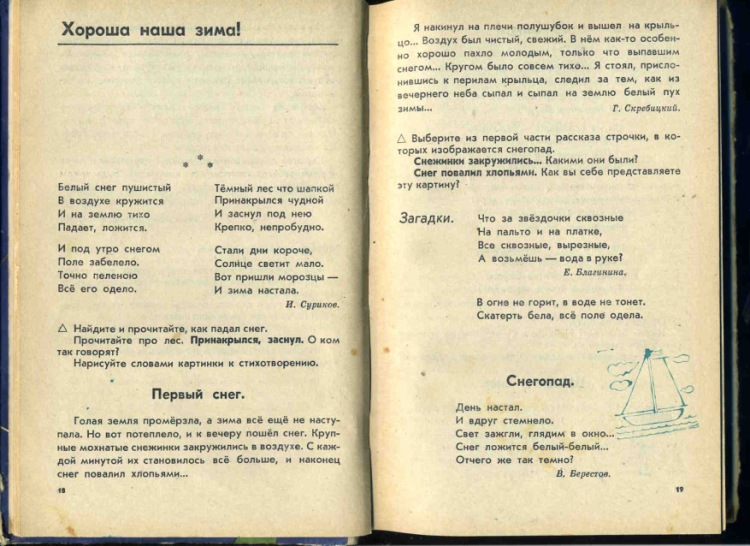 Хороша наша зима!
* * *
Белый снег пушистый
В воздухе кружится
И на землю тихо
Падает, ложится.
И под утро снегом
Поле забелело.
Точно пеленою
Всё его одело.
Тёмный лес что шапкой
Принакрылся чудной
И заснул под нею
Крепко, непробудно.
Стали дни короче,
Солнце светит мало.
Вот пришли морозцы —
И зима настала.
И. Суриков.
△ Найдите и прочитайте, как падал снег.
Прочитайте про лес. Принакрылся, заснул. О ком
так говорят?
Нарисуйте словами картинки к стихотворению.
Первый снег.
Голая земля промёрзла, а зима всё ещё не насту-
пала. Но вот потеплело, и к вечеру пошёл снег. Круп-
ные мохнатые снежинки закружились в воздухе. С каж-
дой минутой их становилось всё больше, и наконец
снег повалил хлопьями...
18
Я накинул на плечи полушубок и вышел на крыль-
цо... Воздух был чистый, свежий. В нём как-то особен-
но хорошо пахло молодым, только что выпавшим
снегом... Кругом было совсем тихо... Я стоял, присло-
нившись к перилам крыльца, следил за тем, как из
вечернего неба сыпал и сыпал на землю белый пух
зимы...
Г. Скребицкий.
△ Выберите из первой части рассказа строчки, в ко-
торых изображается снегопад.
Снежинки закружились... Какими они были?
Снег повалил хлопьями. Как вы себе представляете
эту картину?
Загадки.
Что за звёздочки сквозные
На пальто и на платке,
Все сквозные, вырезные,
А возьмёшь — вода в руке?
Е. Благинина.
В огне не горит, в воде не тонет.
Скатерть бела, всё поле одела.
Снегопад.
День настал.
И вдруг стемнело.
Свет зажгли, глядим в окно...
Снег ложится белый-белый...
Отчего же так темно?
В. Берестов.
19